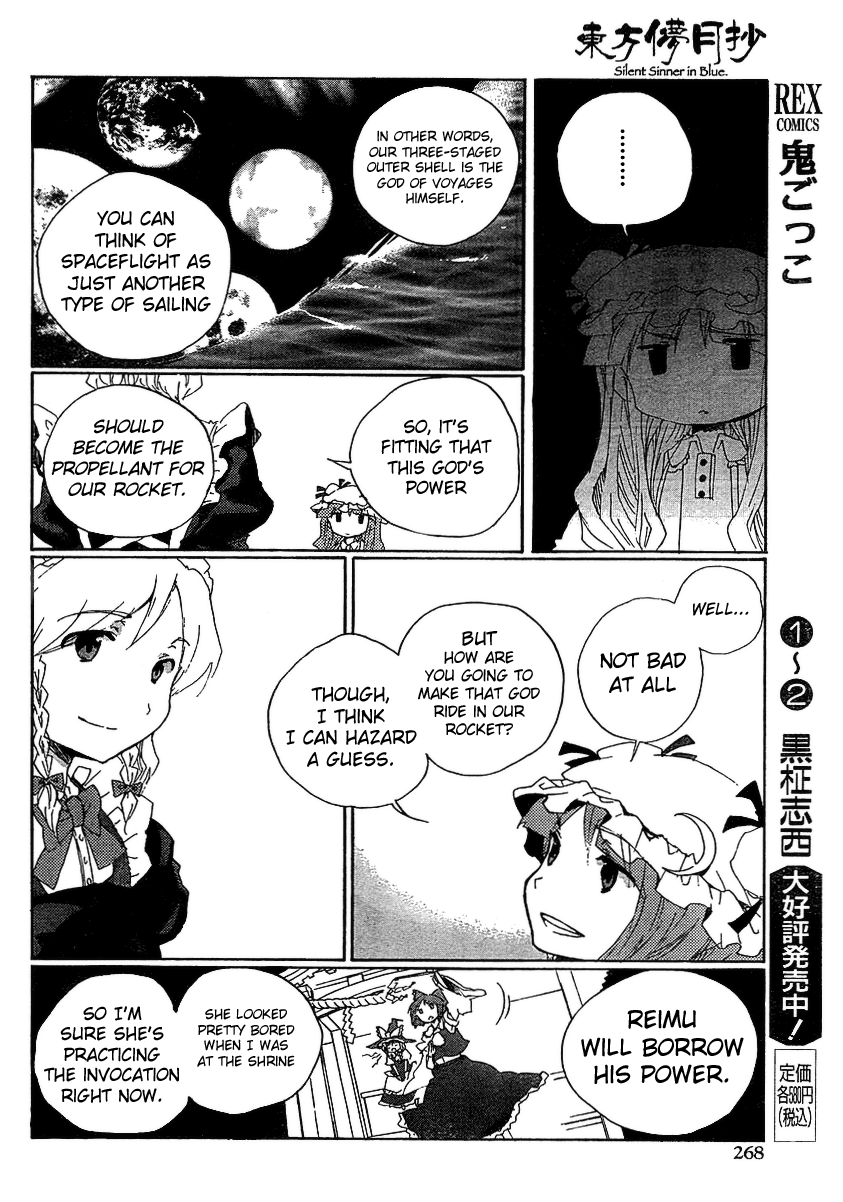 東方儚月抄
Silent Sinner in Blue.
………
IN OTHER WORDS,
OUR THREE-STAGED
OUTER SHELL IS THE
GOD OF VOYAGES
HIMSELF.
YOU CAN
THINK OF
SPACEFLIGHT AS
JUST ANOTHER
TYPE OF SAILING
SO, IT'S
FITTING THAT
THIS GOD'S
POWER
SHOULD
BECOME THE
PROPELLANT FOR
OUR ROCKET.
WELL...
NOT BAD
AT ALL
BUT
HOW ARE
YOU GOING TO
MAKE THAT GOD
RIDE IN OUR
ROCKET?
THOUGH,
I THINK
I CAN HAZARD
A GUESS.
REIMU
WILL BORROW
HIS POWER.
SHE LOOKED
PRETTY BORED
WHEN I WAS
AT THE SHRINE
SO I'M
SURE SHE'S
PRACTICING
THE INVOCATION
RIGHT NOW.
REX
COMICS
鬼ごっこ
❶~❷
黒柾志西
大好評発売中!
定価
各580円
(税込)
268